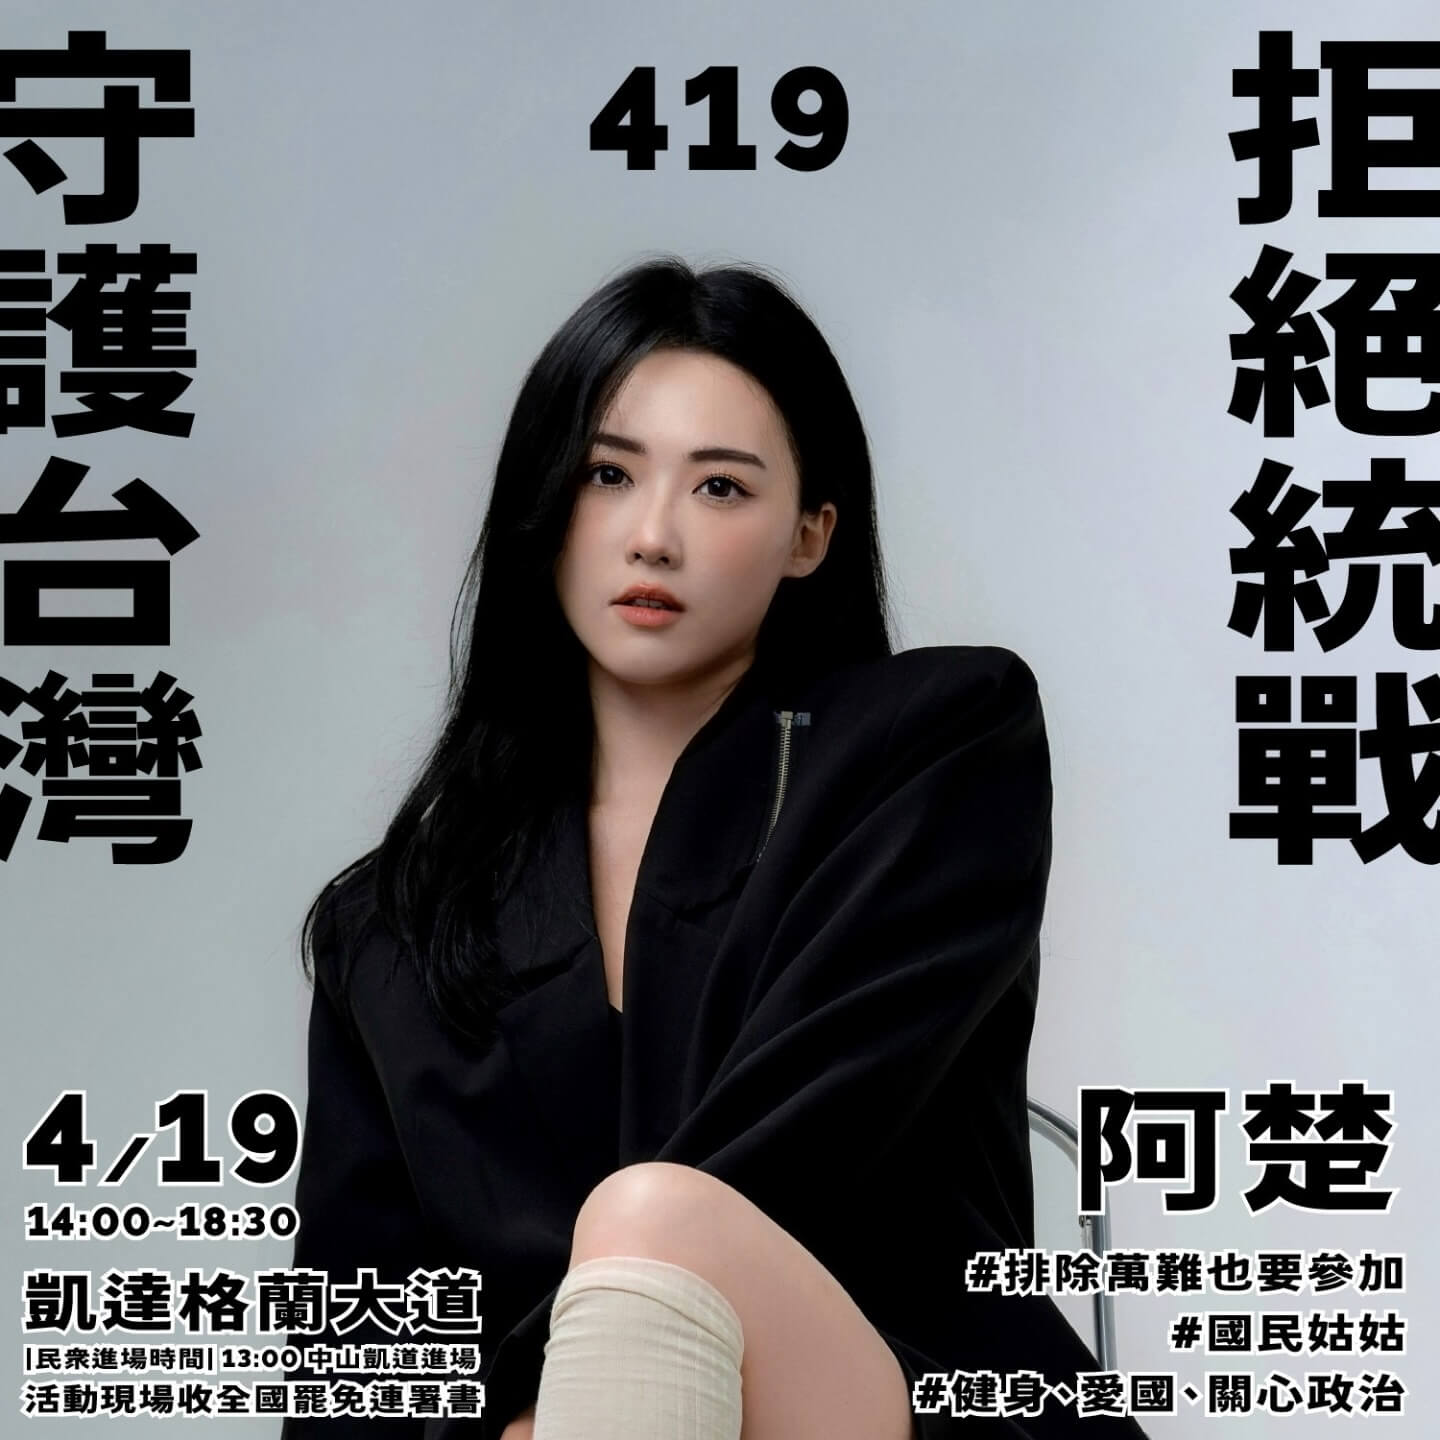 419
守護台灣
拒絕統戰
4/19
14:00~18:30
凱達格蘭大道
|民眾進場時間| 13:00 中山凱道進場
活動現場收全國罷免連署書
阿楚
#排除萬難也要參加
#國民姑姑
#健身、愛國、關心政治